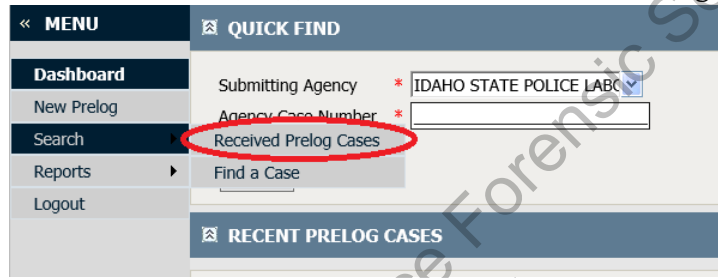 « MENU
Dashboard
New Prelog
Search
Reports
Logout
QUICK FIND
Submitting Agency * IDAHO STATE POLICE LABO
Agency Case Number *
Received Prelog Cases
Find a Case
RECENT PRELOG CASES
Forensic